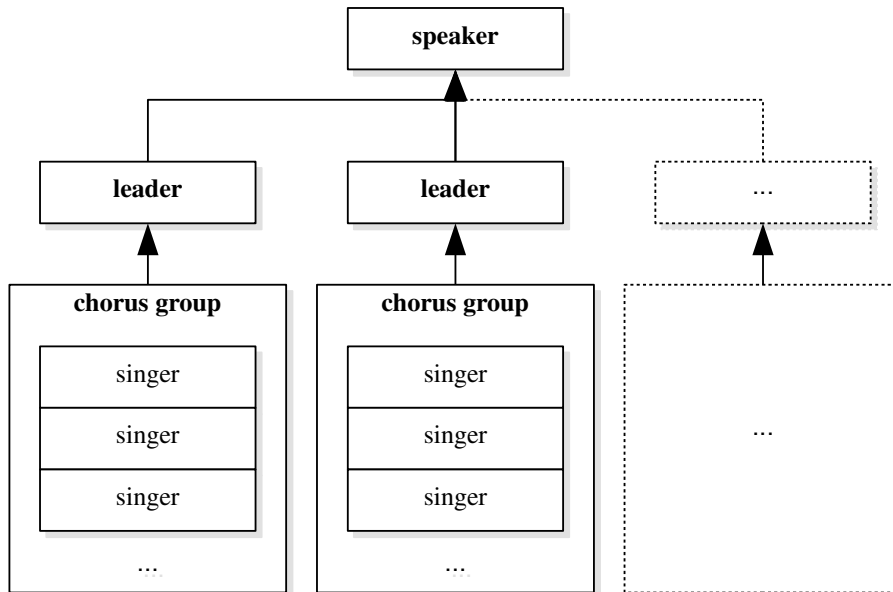 speaker
leader
leader
...
chorus group
singer
singer
singer
...
chorus group
singer
singer
singer
...
...